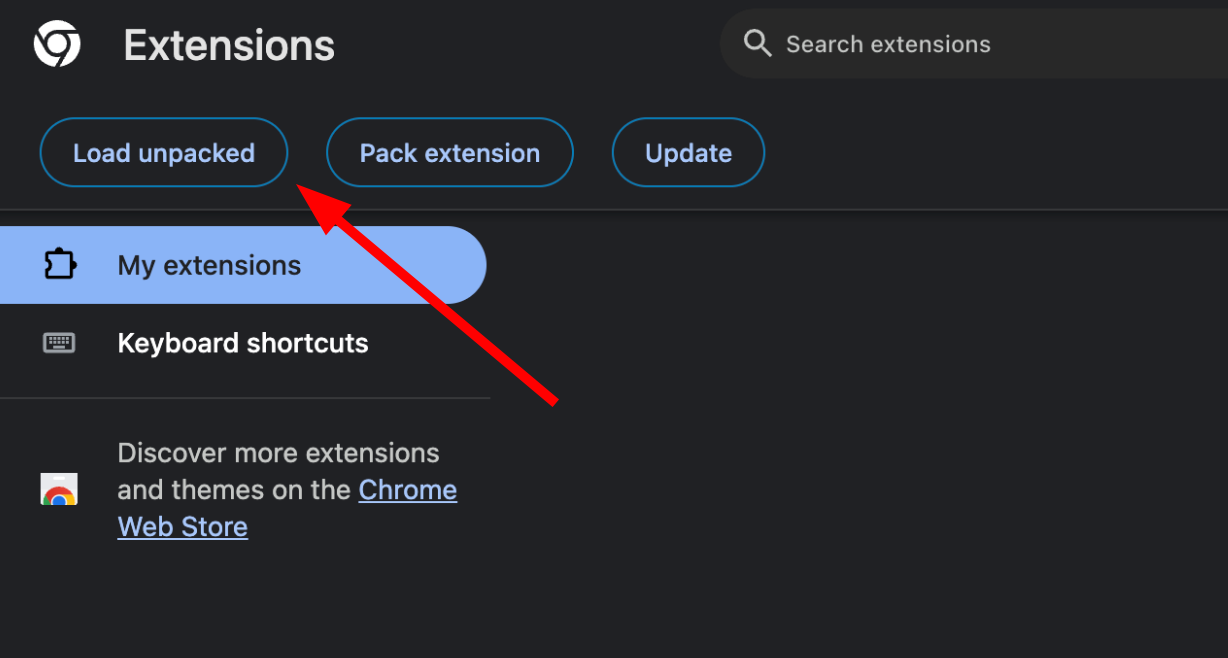 Extensions
Search extensions
Load unpacked
Pack extension
Update
My extensions
Keyboard shortcuts
Discover more extensions
and themes on the Chrome
Web Store